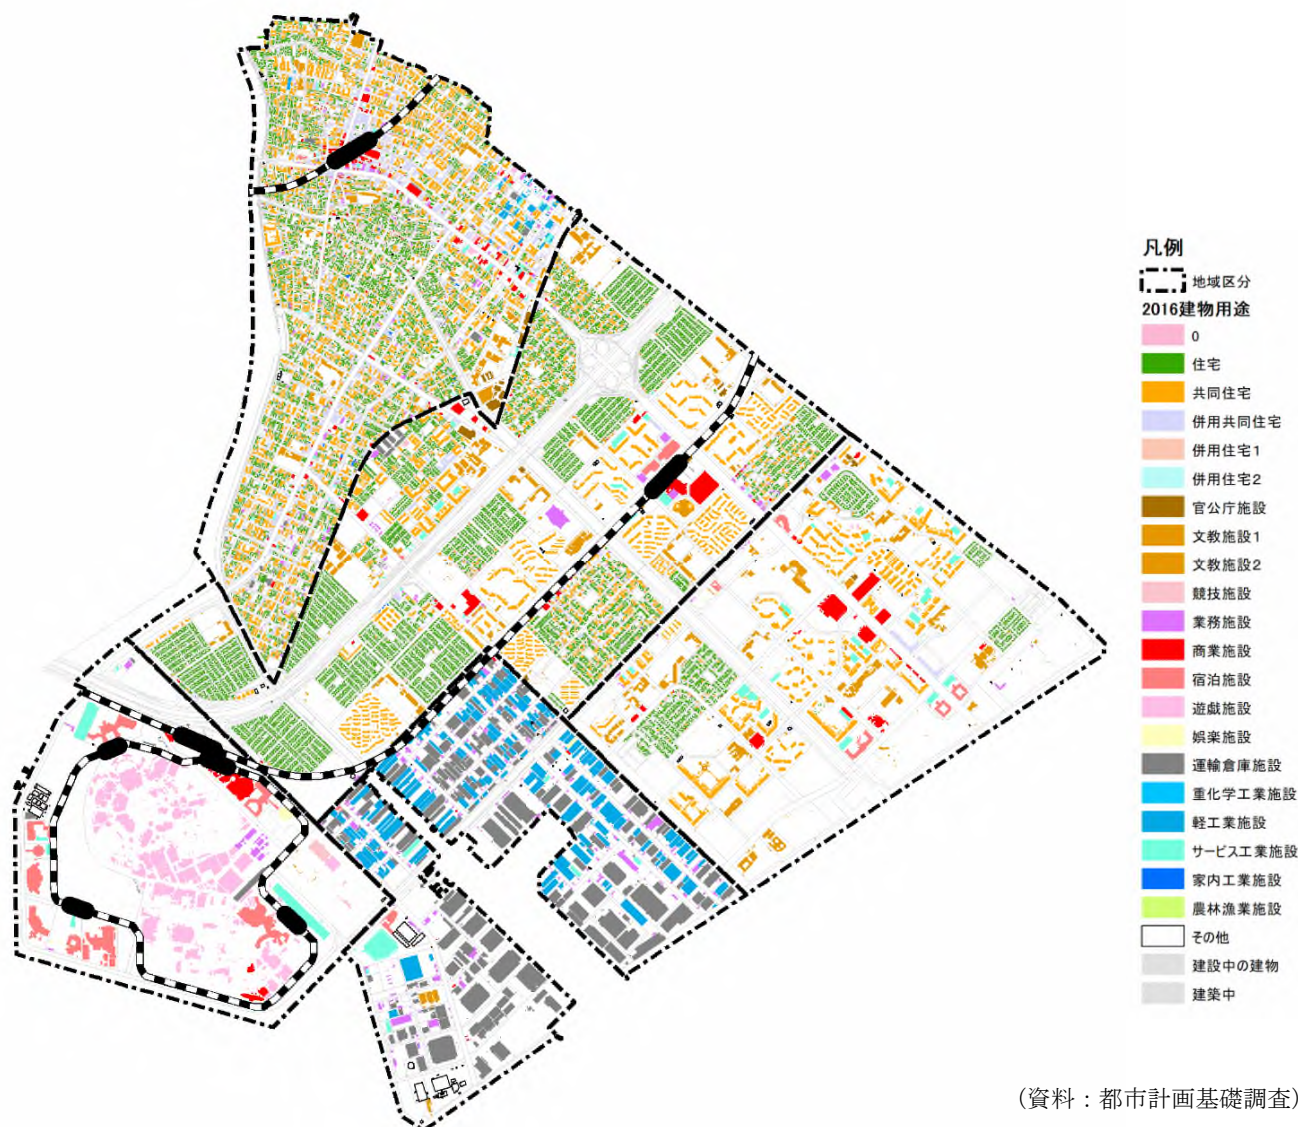 凡例
地域区分
2016建物用途
0
住宅
共同住宅
併用共同住宅
併用住宅1
併用住宅2
官公庁施設
文教施設1
文教施設2
競技施設
業務施設
商業施設
宿泊施設
遊戯施設
娯楽施設
運輸倉庫施設
重化学工業施設
軽工業施設
サービス工業施設
家内工業施設
農林漁業施設
その他
建設中の建物
建築中
(資料：都市計画基礎調査)